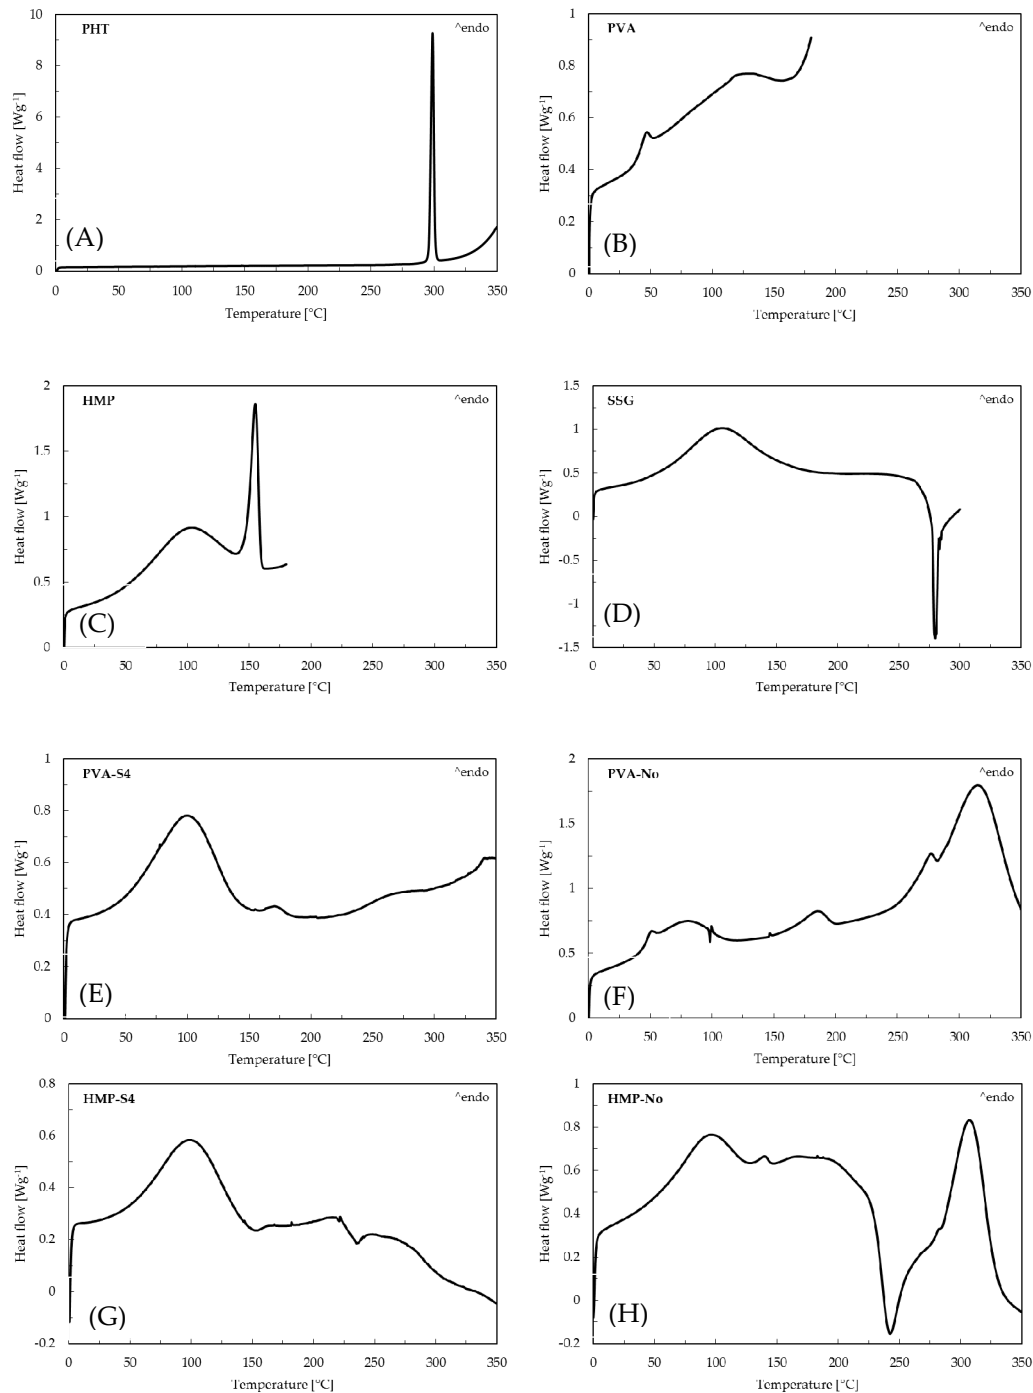 PHT
^endo
10
8
6
4
2
0
Heat flow [Wg⁻¹]
(A)
0 50 100 150 200 250 300 350
Temperature [°C]
PVA
^endo
1
0.8
0.6
0.4
0.2
0
Heat flow [Wg⁻¹]
(B)
0 50 100 150 200 250 300 350
Temperature [°C]
HMP
^endo
2
1.5
1
0.5
0
Heat flow [Wg⁻¹]
(C)
0 50 100 150 200 250 300 350
Temperature [°C]
SSG
^endo
1.5
1
0.5
0
-0.5
-1
-1.5
Heat flow [Wg⁻¹]
(D)
0 50 100 150 200 250 300 350
Temperature [°C]
PVA-S4
^endo
1
0.8
0.6
0.4
0.2
0
Heat flow [Wg⁻¹]
(E)
0 50 100 150 200 250 300 350
Temperature [°C]
PVA-No
^endo
2
1.5
1
0.5
0
Heat flow [Wg⁻¹]
(F)
0 50 100 150 200 250 300 350
Temperature [°C]
HMP-S4
^endo
0.8
0.6
0.4
0.2
0
-0.2
Heat flow [Wg⁻¹]
(G)
0 50 100 150 200 250 300 350
Temperature [°C]
HMP-No
^endo
1
0.8
0.6
0.4
0.2
0
-0.2
Heat flow [Wg⁻¹]
(H)
0 50 100 150 200 250 300 350
Temperature [°C]